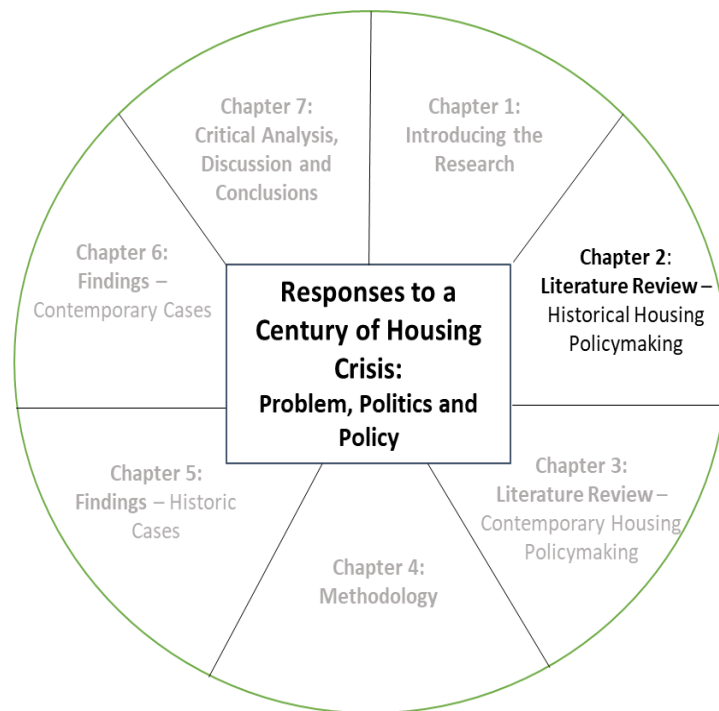 Chapter 7:
Critical Analysis,
Discussion and
Conclusions
Chapter 1:
Introducing the
Research
Chapter 6:
Findings –
Contemporary Cases
Chapter 2:
Literature Review –
Historical Housing
Policymaking
Responses to a
Century of Housing
Crisis:
Problem, Politics and
Policy
Chapter 5:
Findings – Historic
Cases
Chapter 3:
Literature Review –
Contemporary Housing
Policymaking
Chapter 4:
Methodology